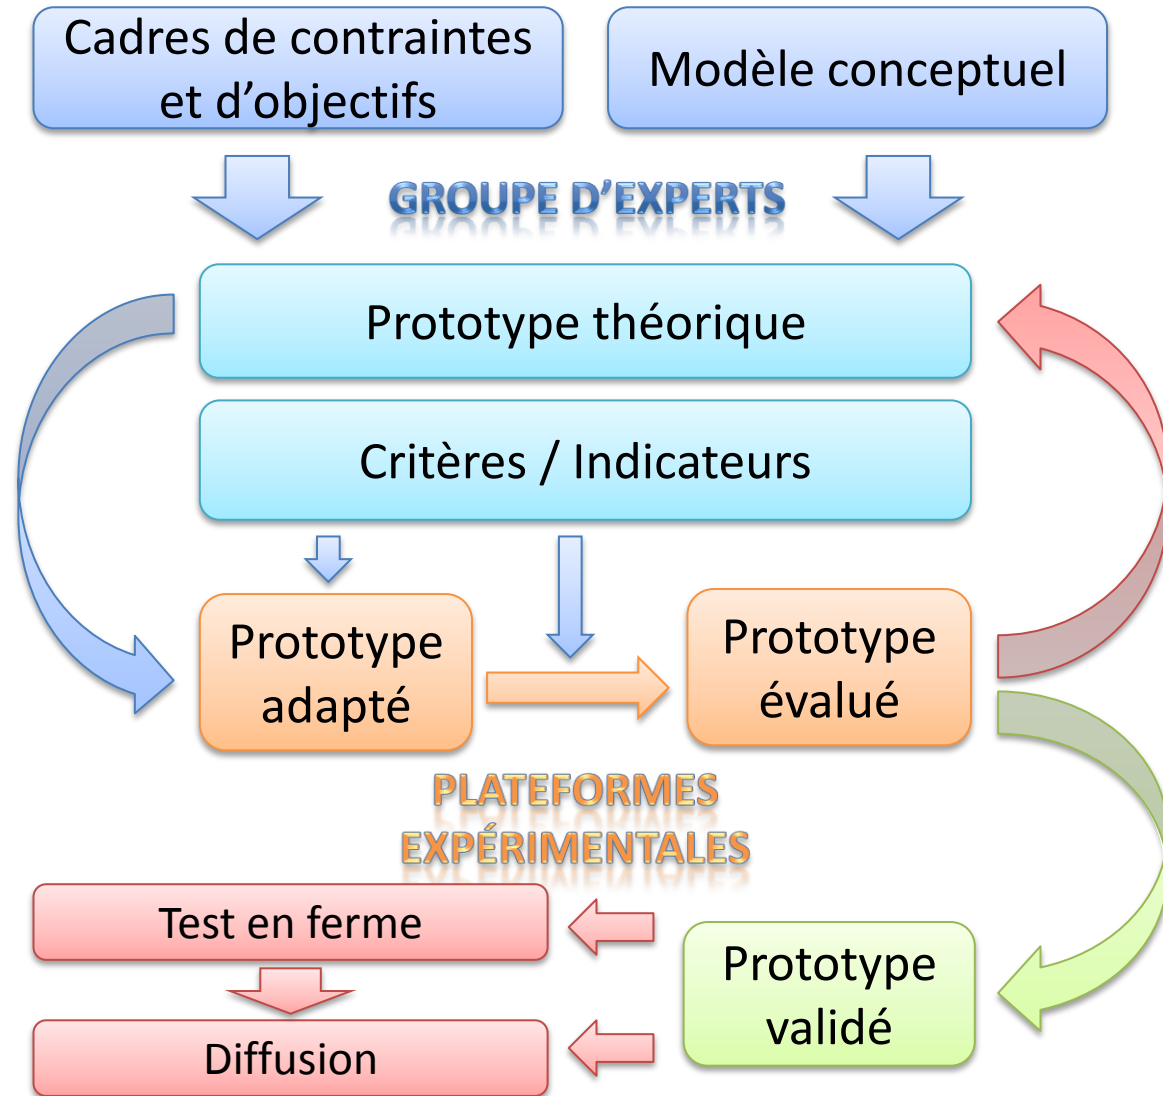 Cadres de contraintes
et d’objectifs
Modèle conceptuel
GROUPE D’EXPERTS
Prototype théorique
Critères / Indicateurs
Prototype
adapté
Prototype
évalué
PLATEFORMES
EXPÉRIMENTALES
Test en ferme
Prototype
validé
Diffusion